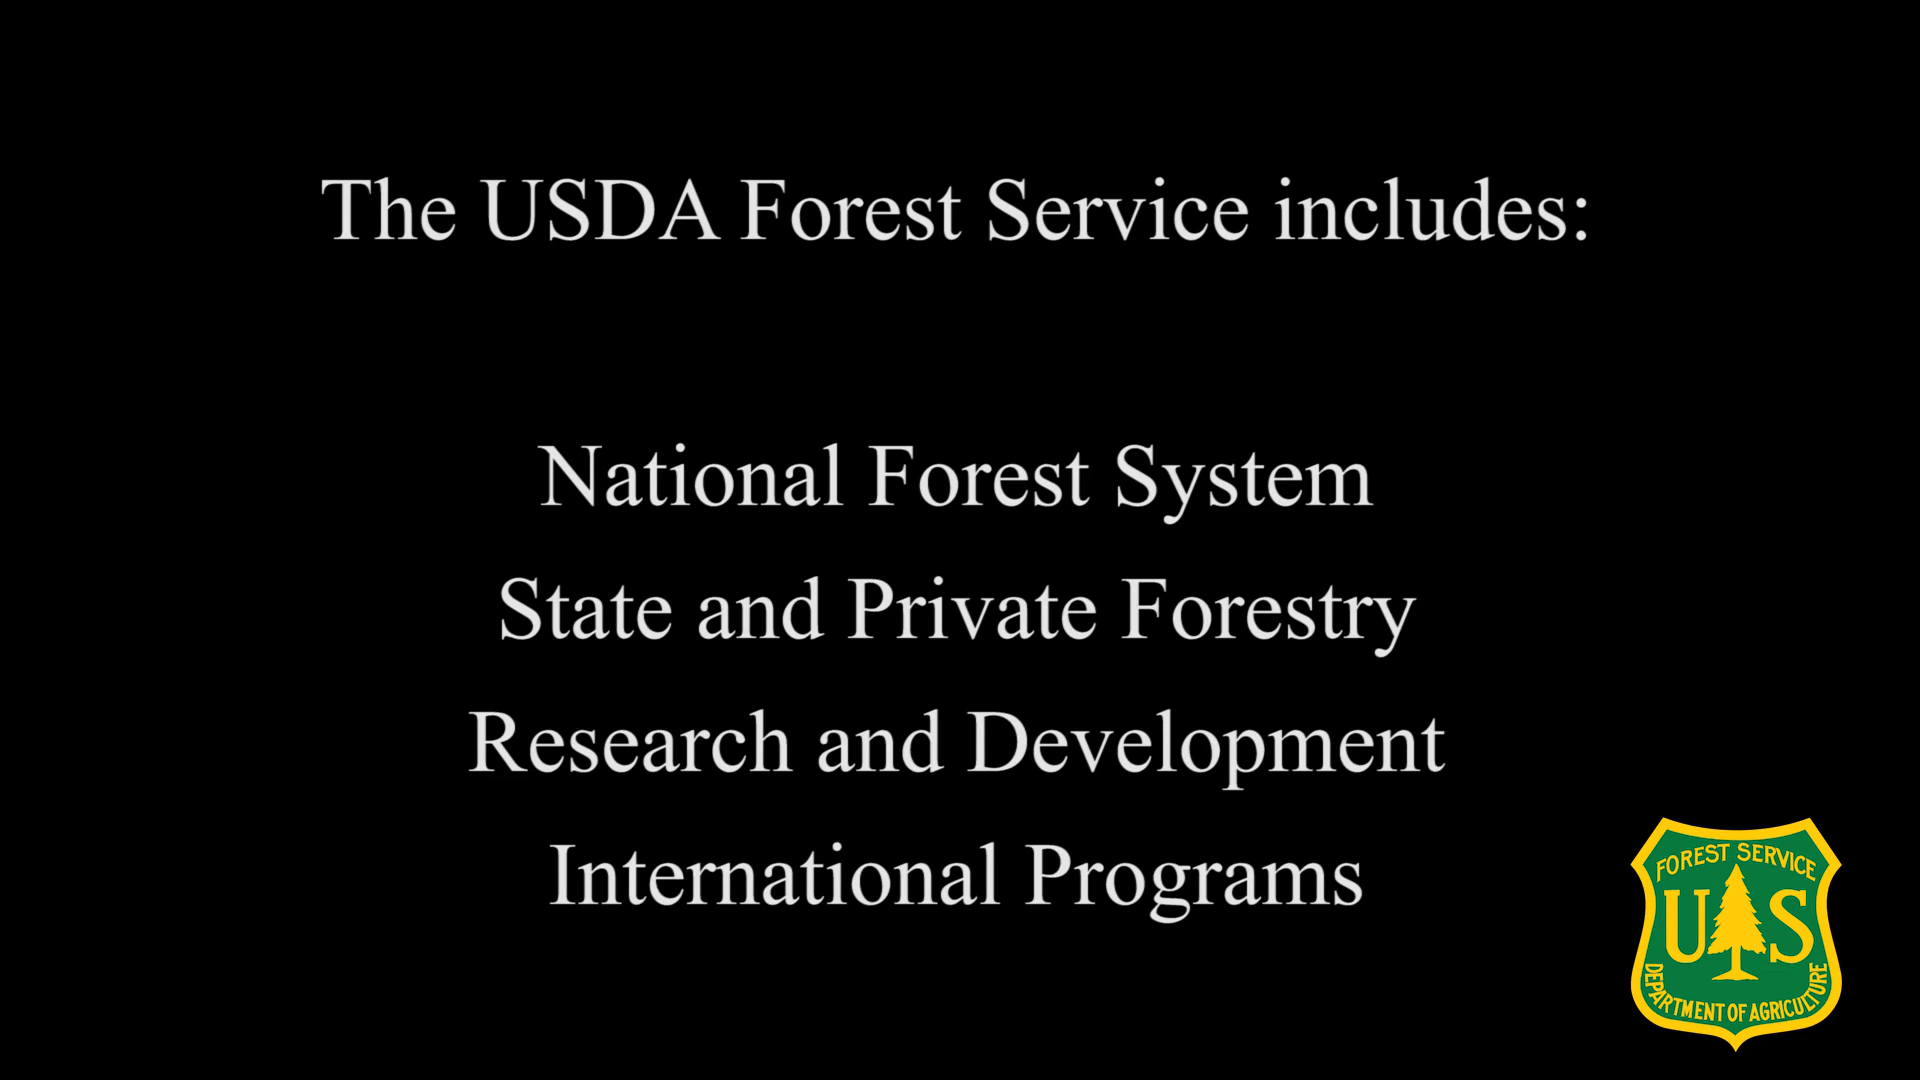 The USDA Forest Service includes:
National Forest System
State and Private Forestry
Research and Development
International Programs
FOREST SERVICE
U S
DEPARTMENT OF AGRICULTURE